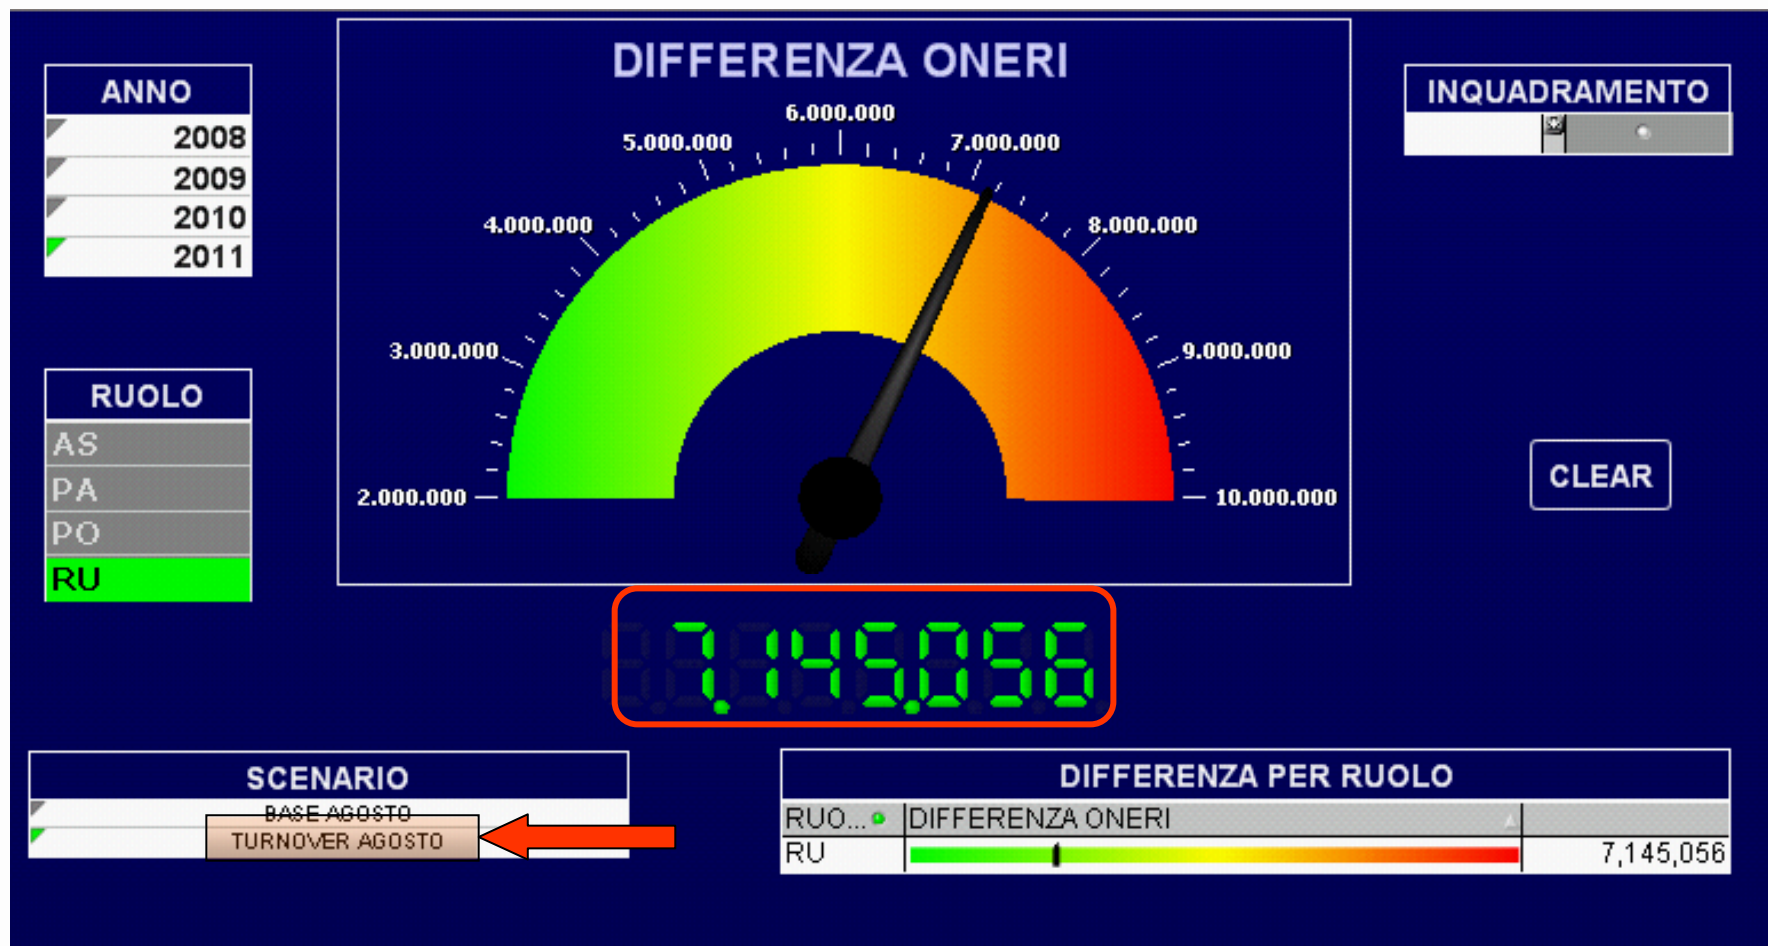 DIFFERENZA ONERI
ANNO
2008
2009
2010
2011
2.000.000
3.000.000
4.000.000
5.000.000
6.000.000
7.000.000
8.000.000
9.000.000
10.000.000
INQUADRAMENTO
RUOLO
AS
PA
PO
RU
CLEAR
7.145.056
SCENARIO
BASE AGOSTO
TURNOVER AGOSTO
DIFFERENZA PER RUOLO
RUO... DIFFERENZA ONERI
RU 7,145,056